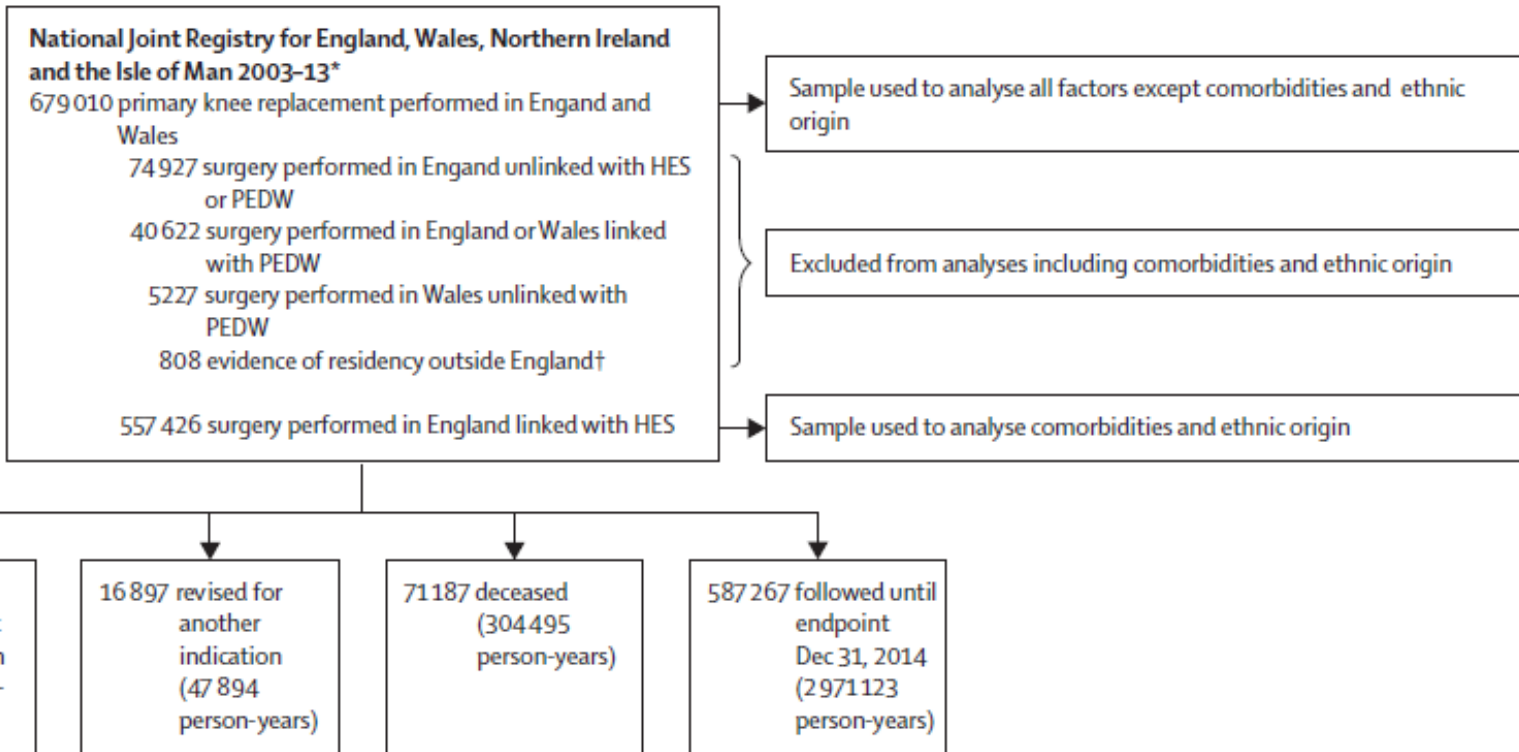 National Joint Registry for England, Wales, Northern Ireland
and the Isle of Man 2003–13*
679 010 primary knee replacement performed in Engand and
Wales
74 927 surgery performed in Engand unlinked with HES
or PEDW
40 622 surgery performed in England or Wales linked
with PEDW
5227 surgery performed in Wales unlinked with
PEDW
808 evidence of residency outside England†
557 426 surgery performed in England linked with HES
Sample used to analyse all factors except comorbidities and ethnic
origin
Excluded from analyses including comorbidities and ethnic origin
Sample used to analyse comorbidities and ethnic origin
16 897 revised for
another
indication
(47 894
person-years)
71 187 deceased
(304 495
person-years)
587 267 followed until
endpoint
Dec 31, 2014
(2 971 123
person-years)